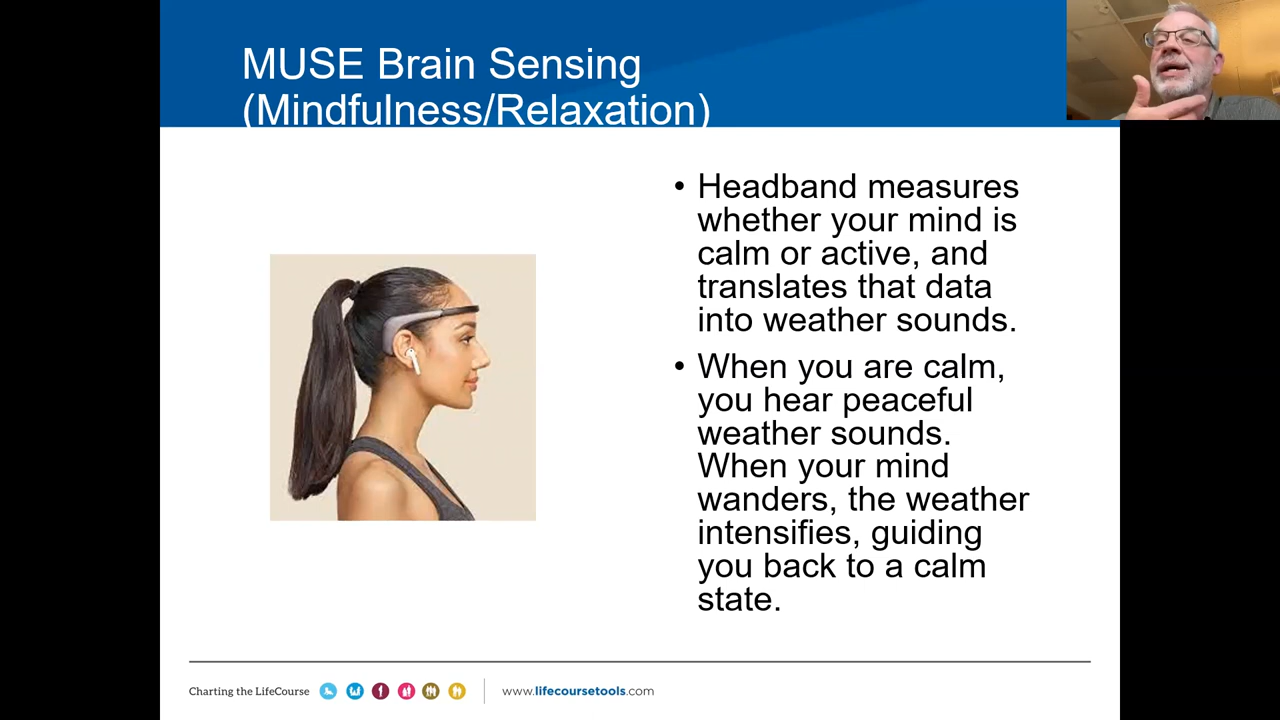 MUSE Brain Sensing
(Mindfulness/Relaxation)
• Headband measures
whether your mind is
calm or active, and
translates that data
into weather sounds.
• When you are calm,
you hear peaceful
weather sounds.
When your mind
wanders, the weather
intensifies, guiding
you back to a calm
state.
Charting the LifeCourse
www.lifecoursetools.com